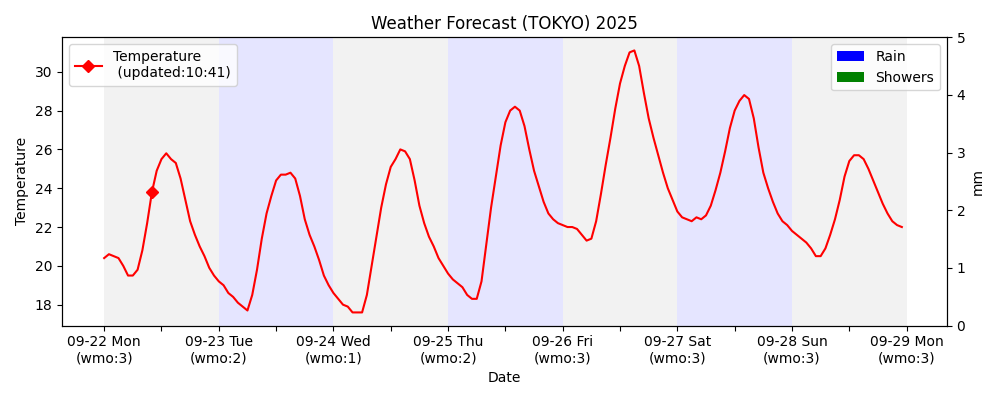 Weather Forecast (TOKYO) 2025
Temperature
(updated:10:41)
Rain
Showers
Temperature
30
28
26
24
22
20
18
5
4
3
2
1
0
mm
09-22 Mon
(wmo:3)
09-23 Tue
(wmo:2)
09-24 Wed
(wmo:1)
09-25 Thu
(wmo:2)
09-26 Fri
(wmo:3)
09-27 Sat
(wmo:3)
09-28 Sun
(wmo:3)
09-29 Mon
(wmo:3)
Date